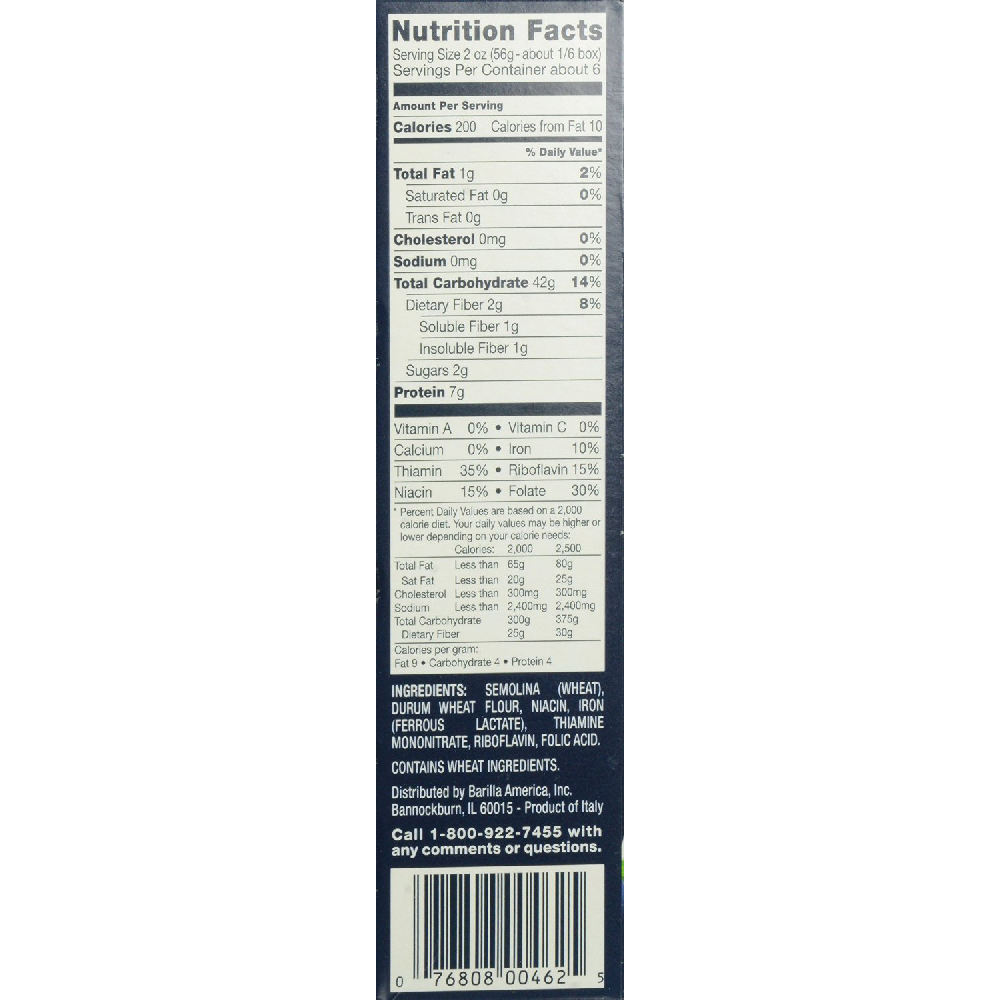 Nutrition Facts
Serving Size 2 oz (56g - about 1/6 box)
Servings Per Container about 6
Amount Per Serving
Calories 200 Calories from Fat 10
% Daily Value*
Total Fat 1g 2%
Saturated Fat 0g 0%
Trans Fat 0g
Cholesterol 0mg 0%
Sodium 0mg 0%
Total Carbohydrate 42g 14%
Dietary Fiber 2g 8%
Soluble Fiber 1g
Insoluble Fiber 1g
Sugars 2g
Protein 7g
Vitamin A 0% • Vitamin C 0%
Calcium 0% • Iron 10%
Thiamin 35% • Riboflavin 15%
Niacin 15% • Folate 30%
* Percent Daily Values are based on a 2,000
calorie diet. Your daily values may be higher or
lower depending on your calorie needs:
Calories: 2,000 2,500
Total Fat Less than 65g 80g
Sat Fat Less than 20g 25g
Cholesterol Less than 300mg 300mg
Sodium Less than 2,400mg 2,400mg
Total Carbohydrate 300g 375g
Dietary Fiber 25g 30g
Calories per gram:
Fat 9 • Carbohydrate 4 • Protein 4
INGREDIENTS: SEMOLINA (WHEAT),
DURUM WHEAT FLOUR, NIACIN, IRON
(FERROUS LACTATE), THIAMINE
MONONITRATE, RIBOFLAVIN, FOLIC ACID.
CONTAINS WHEAT INGREDIENTS.
Distributed by Barilla America, Inc.
Bannockburn, IL 60015 - Product of Italy
Call 1-800-922-7455 with
any comments or questions.
0 76808 00462 5